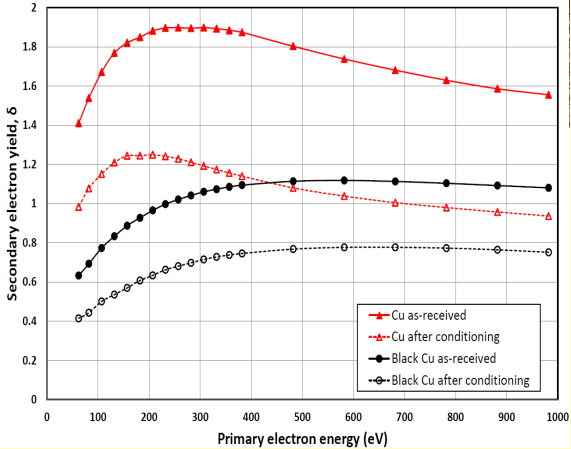 Secondary electron yield, δ
2
1.8
1.6
1.4
1.2
1
0.8
0.6
0.4
0.2
0
Cu as-received
Cu after conditioning
Black Cu as-received
Black Cu after conditioning
0 100 200 300 400 500 600 700 800 900 1000
Primary electron energy (eV)